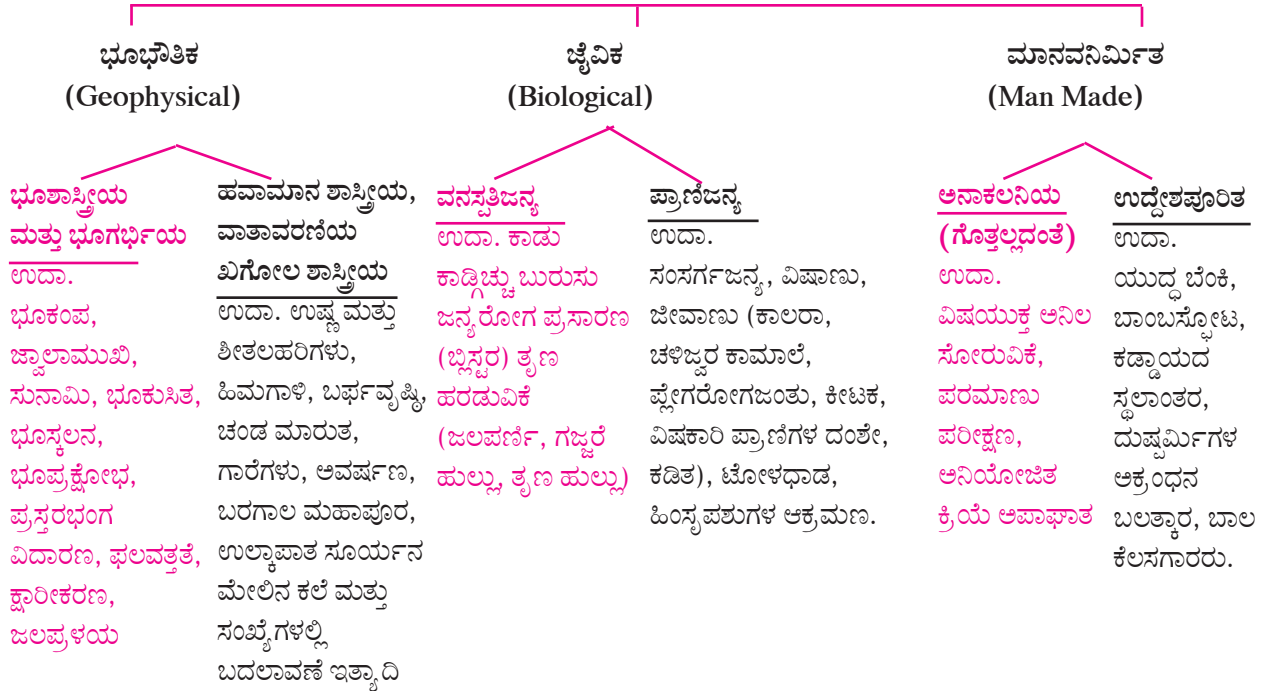 ಭೂಭೌತಿಕ
(Geophysical)
ಭೂಶಾಸ್ತ್ರೀಯ
ಮತ್ತು ಭೂಗರ್ಭಿಯ
ಉದಾ.
ಭೂಕಂಪ,
ಜ್ವಾಲಾಮುಖಿ,
ಸುನಾಮಿ, ಭೂಕುಸಿತ,
ಭೂಸ್ಕಲನ,
ಭೂಪ್ರಕ್ಷೋಭ,
ಪ್ರಸ್ತರಭಂಗ
ವಿದಾರಣ, ಫಲವತ್ತತೆ,
ಕ್ಷಾರೀಕರಣ,
ಜಲಪ್ರಳಯ
ಹವಾಮಾನ ಶಾಸ್ತ್ರೀಯ,
ವಾತಾವರಣಿಯ
ಖಗೋಲ ಶಾಸ್ತ್ರೀಯ
ಉದಾ. ಉಷ್ಣ ಮತ್ತು
ಶೀತಲಹರಿಗಳು,
ಹಿಮಗಾಳಿ, ಬರ್ಫವೃಷ್ಠಿ,
ಚಂಡ ಮಾರುತ,
ಗಾರೆಗಳು, ಅವರ್ಷಣ,
ಬರಗಾಲ ಮಹಾಪೂರ,
ಉಲ್ಕಾಪಾತ ಸೂರ್ಯನ
ಮೇಲಿನ ಕಲೆ ಮತ್ತು
ಸಂಖ್ಯೆಗಳಲ್ಲಿ
ಬದಲಾವಣೆ ಇತ್ಯಾದಿ
ಜೈವಿಕ
(Biological)
ವನಸ್ಪತಿಜನ್ಯ
ಉದಾ. ಕಾಡು
ಕಾಡ್ಗಿಚ್ಚು ಬುರುಸು
ಜನ್ಯರೋಗ ಪ್ರಸಾರಣ
(ಬ್ಲಿಸ್ಟರ) ತೃಣ
ಹರಡುವಿಕೆ
(ಜಲಪರ್ಣಿ, ಗಜ್ಜರೆ
ಹುಲ್ಲು, ತೃಣ ಹುಲ್ಲು)
ಪ್ರಾಣಿಜನ್ಯ
ಉದಾ.
ಸಂಸರ್ಗಜನ್ಯ, ವಿಷಾಣು,
ಜೀವಾಣು (ಕಾಲರಾ,
ಚಳಿಜ್ವರ ಕಾಮಾಲೆ,
ಪ್ಲೇಗರೋಗಜಂತು, ಕೀಟಕ,
ವಿಷಕಾರಿ ಪ್ರಾಣಿಗಳ ದಂಶೇ,
ಕಡಿತ), ಟೋಳಧಾಡ,
ಹಿಂಸ್ರಪಶುಗಳ ಆಕ್ರಮಣ.
ಮಾನವನಿರ್ಮಿತ
(Man Made)
ಅನಾಕಲನಿಯ
(ಗೊತ್ತಲ್ಲದಂತೆ)
ಉದಾ.
ವಿಷಯುಕ್ತ ಅನಿಲ
ಸೋರುವಿಕೆ,
ಪರಮಾಣು
ಪರೀಕ್ಷಣ,
ಅನಿಯೋಜಿತ
ಕ್ರಿಯೆ ಅಪಾಘಾತ
ಉದ್ದೇಶಪೂರಿತ
ಉದಾ.
ಯುದ್ಧ ಬೆಂಕಿ,
ಬಾಂಬಸ್ಪೋಟ,
ಕಡ್ಡಾಯದ
ಸ್ಥಲಾಂತರ,
ದುಷ್ಪರ್ಮಿಗಳ
ಅಕ್ರಂಧನ
ಬಲತ್ಕಾರ, ಬಾಲ
ಕೆಲಸಗಾರರು.